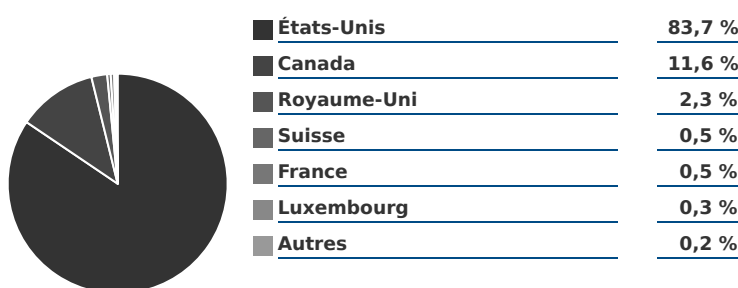 États-Unis 83,7 %
Canada 11,6 %
Royaume-Uni 2,3 %
Suisse 0,5 %
France 0,5 %
Luxembourg 0,3 %
Autres 0,2 %